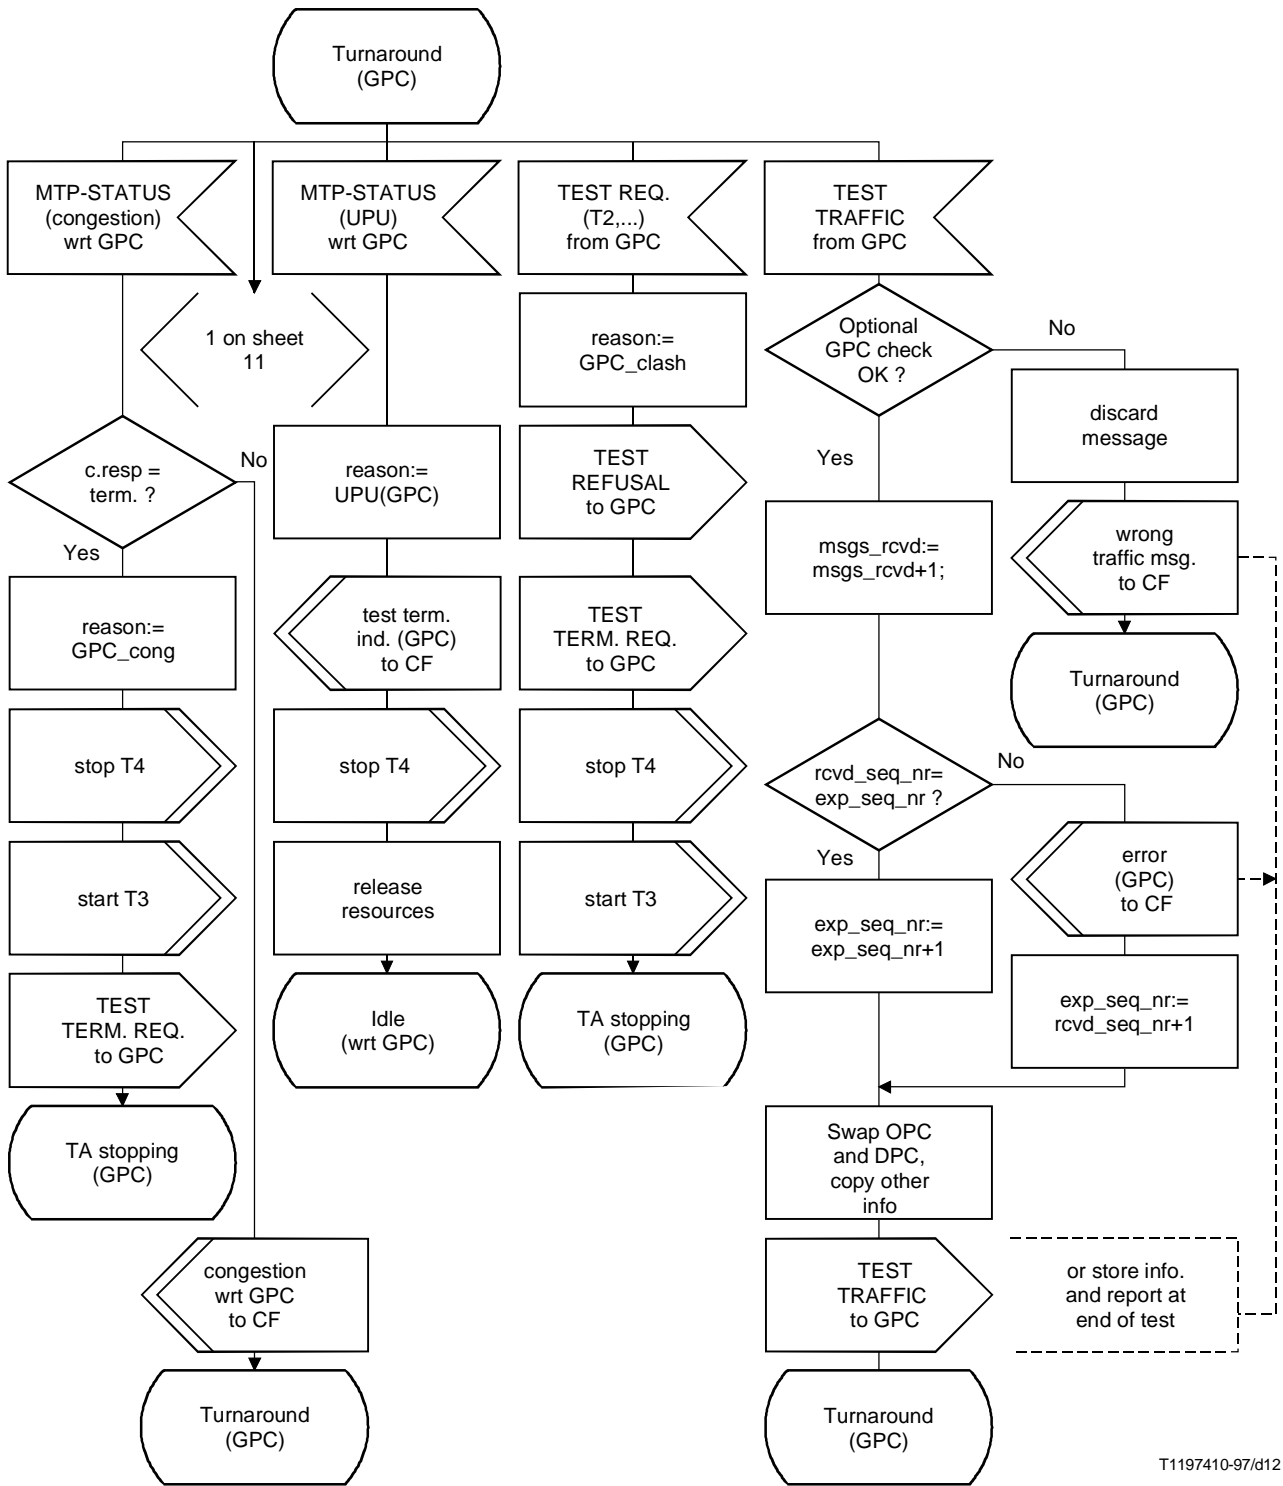 Turnaround
(GPC)
MTP-STATUS
(congestion)
wrt GPC
MTP-STATUS
(UPU)
wrt GPC
TEST REQ.
(T2,...)
from GPC
TEST
TRAFFIC
from GPC
1 on sheet
11
reason:=
GPC_clash
Optional
GPC check
OK ?
No
discard
message
c.resp =
term. ?
No
Yes
reason:=
UPU(GPC)
TEST
REFUSAL
to GPC
Yes
msgs_rcvd:=
msgs_rcvd+1;
wrong
traffic msg.
to CF
reason:=
GPC_cong
test term.
ind. (GPC)
to CF
TEST
TERM. REQ.
to GPC
Turnaround
(GPC)
stop T4
stop T4
stop T4
rcvd_seq_nr=
exp_seq_nr ?
No
Yes
start T3
release
resources
start T3
exp_seq_nr:=
exp_seq_nr+1
error
(GPC)
to CF
TEST
TERM. REQ.
to GPC
Idle
(wrt GPC)
TA stopping
(GPC)
exp_seq_nr:=
rcvd_seq_nr+1
TA stopping
(GPC)
Swap OPC
and DPC,
copy other
info
congestion
wrt GPC
to CF
TEST
TRAFFIC
to GPC
or store info.
and report at
end of test
Turnaround
(GPC)
Turnaround
(GPC)
T1197410-97/d12